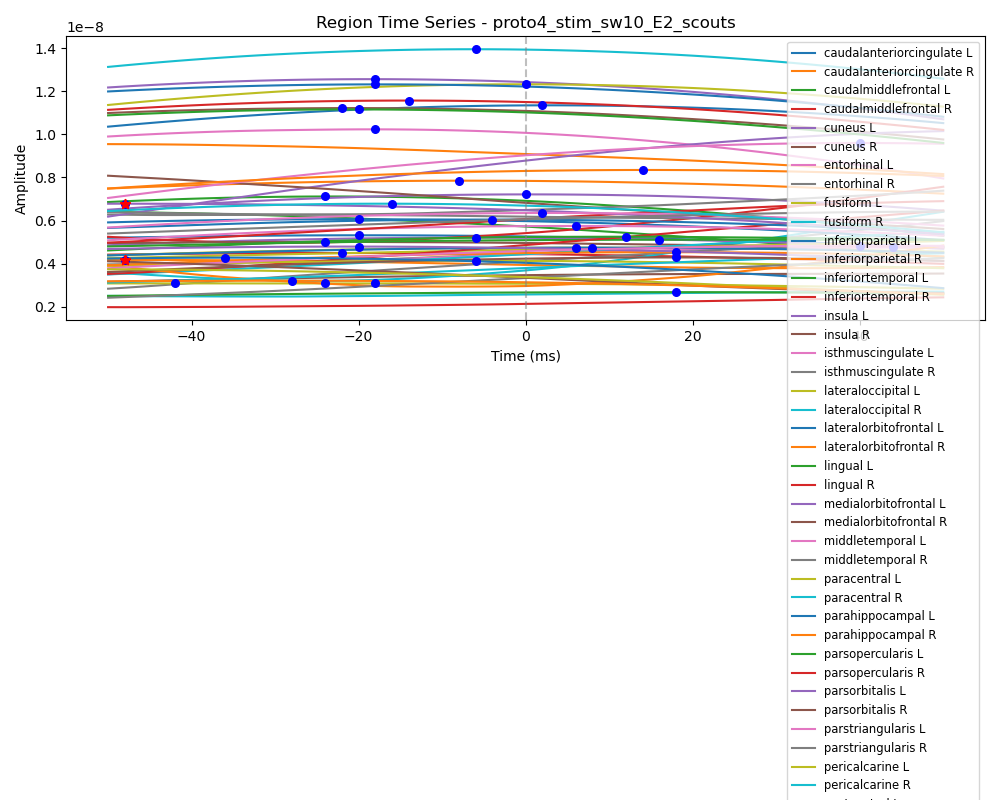 Region Time Series - proto4_stim_sw10_E2_scouts
1e−8
1.4
1.2
1.0
0.8
0.6
0.4
0.2
Amplitude
−40
−20
0
20
40
Time (ms)
caudalanteriorcingulate L
caudalanteriorcingulate R
caudalmiddlefrontal L
caudalmiddlefrontal R
cuneus L
cuneus R
entorhinal L
entorhinal R
fusiform L
fusiform R
inferiorparietal L
inferiorparietal R
inferiortemporal L
inferiortemporal R
insula L
insula R
isthmuscingulate L
isthmuscingulate R
lateraloccipital L
lateraloccipital R
lateralorbitofrontal L
lateralorbitofrontal R
lingual L
lingual R
medialorbitofrontal L
medialorbitofrontal R
middletemporal L
middletemporal R
paracentral L
paracentral R
parahippocampal L
parahippocampal R
parsopercularis L
parsopercularis R
parsorbitalis L
parsorbitalis R
parstriangularis L
parstriangularis R
pericalcarine L
pericalcarine R